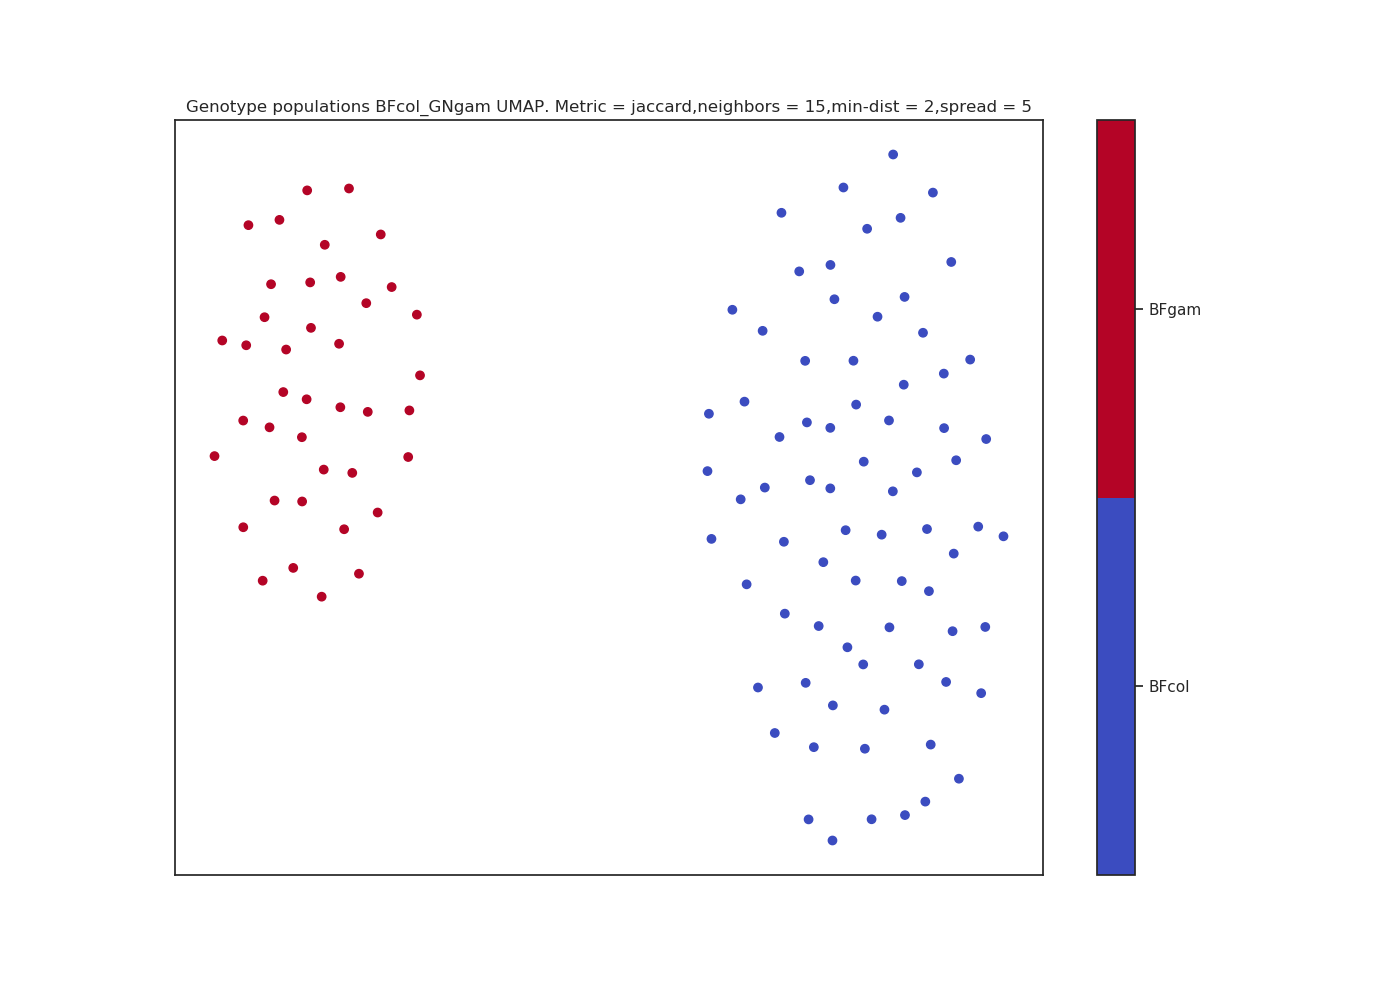 Genotype populations BFcol_GNgam UMAP. Metric = jaccard,neighbors = 15,min-dist = 2,spread = 5
BFgam
BFcol